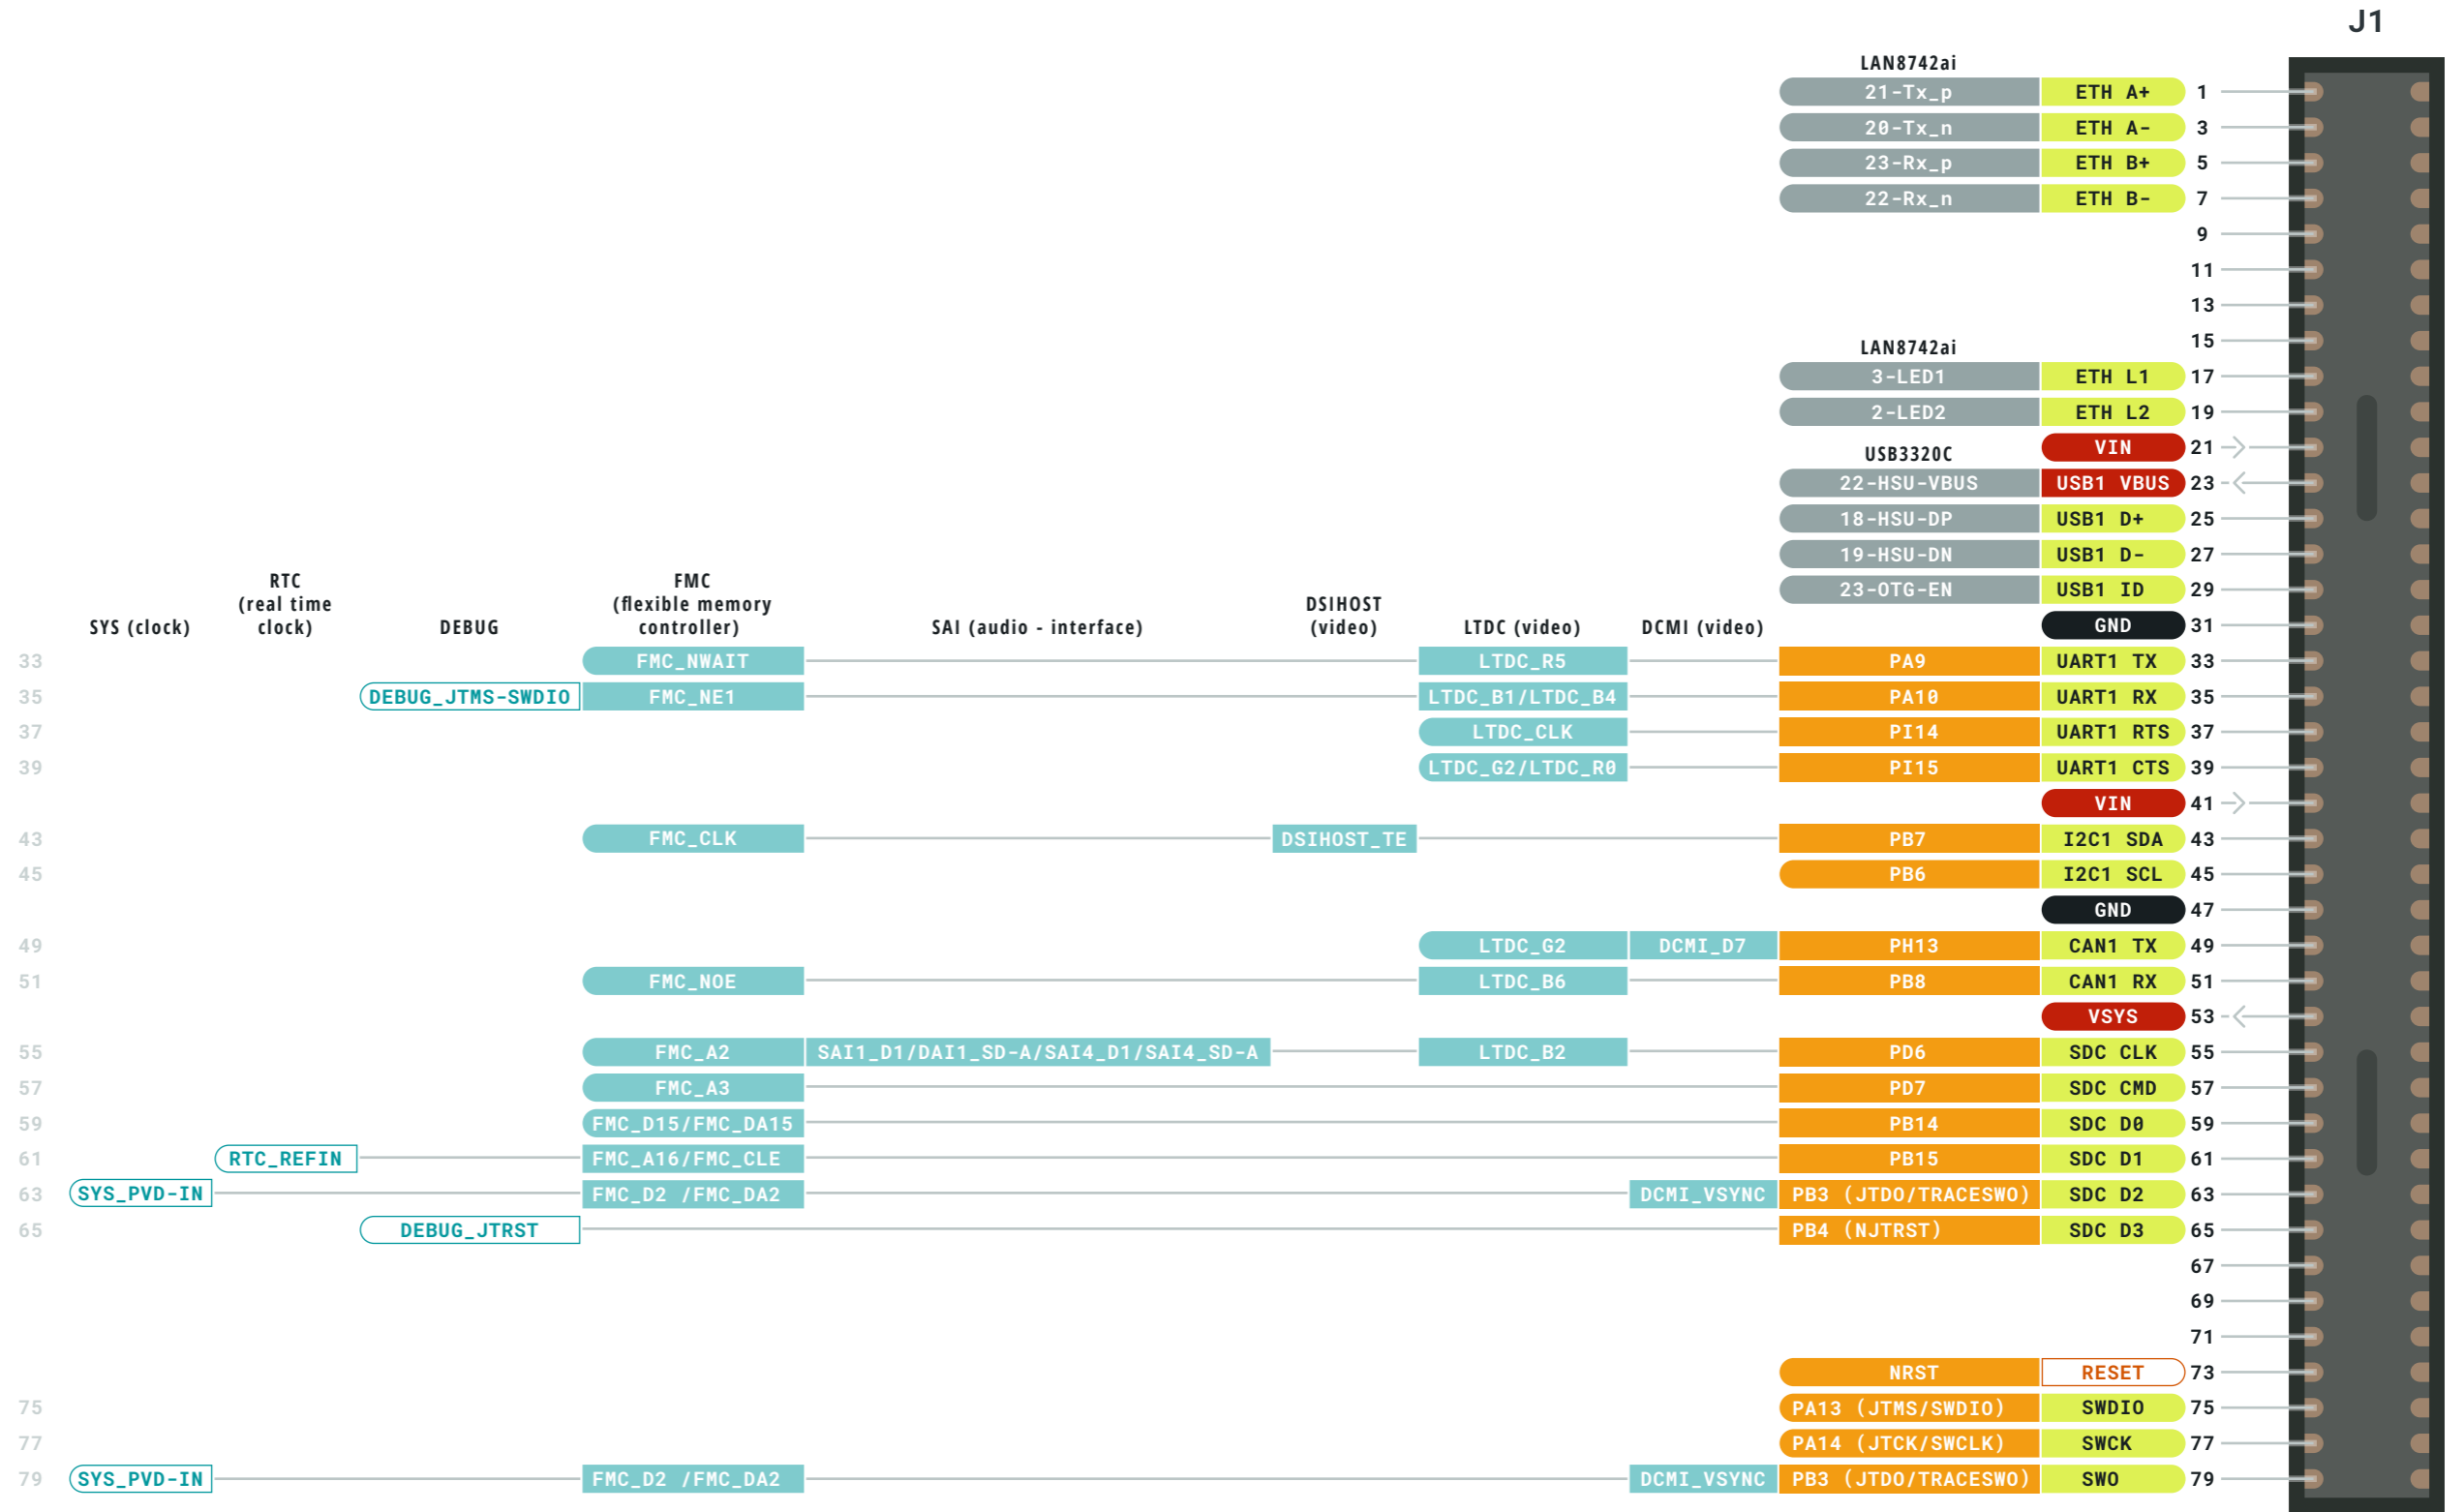 J1
LAN8742ai
21-Tx_p ETH A+ 1
20-Tx_n ETH A- 3
23-Rx_p ETH B+ 5
22-Rx_n ETH B- 7
9
11
13
15
LAN8742ai
3-LED1 ETH L1 17
2-LED2 ETH L2 19
VIN 21
USB3320C
22-HSU-VBUS USB1 VBUS 23
18-HSU-DP USB1 D+ 25
19-HSU-DN USB1 D- 27
23-OTG-EN USB1 ID 29
GND 31
SYS (clock)
RTC
(real time
clock)
DEBUG
FMC
(flexible memory
controller)
SAI (audio - interface)
DSIHOST
(video)
LTDC (video)
DCMI (video)
33 FMC_NWAIT LTDC_R5 PA9 UART1 TX 33
35 DEBUG_JTMS-SWDIO FMC_NE1 LTDC_B1/LTDC_B4 PA10 UART1 RX 35
37 LTDC_CLK PI14 UART1 RTS 37
39 LTDC_G2/LTDC_R0 PI15 UART1 CTS 39
VIN 41
43 FMC_CLK DSIHOST_TE PB7 I2C1 SDA 43
45 PB6 I2C1 SCL 45
GND 47
49 LTDC_G2 DCMI_D7 PH13 CAN1 TX 49
51 FMC_NOE LTDC_B6 PB8 CAN1 RX 51
VSYS 53
55 FMC_A2 SAI1_D1/DAI1_SD-A/SAI4_D1/SAI4_SD-A LTDC_B2 PD6 SDC CLK 55
57 FMC_A3 PD7 SDC CMD 57
59 FMC_D15/FMC_DA15 PB14 SDC D0 59
61 RTC_REFIN FMC_A16/FMC_CLE PB15 SDC D1 61
63 SYS_PVD-IN FMC_D2 /FMC_DA2 DCMI_VSYNC PB3 (JTDO/TRACESWO) SDC D2 63
65 DEBUG_JTRST PB4 (NJTRST) SDC D3 65
67
69
71
NRST RESET 73
75 PA13 (JTMS/SWDIO) SWDIO 75
77 PA14 (JTCK/SWCLK) SWCK 77
79 SYS_PVD-IN FMC_D2 /FMC_DA2 DCMI_VSYNC PB3 (JTDO/TRACESWO) SWO 79